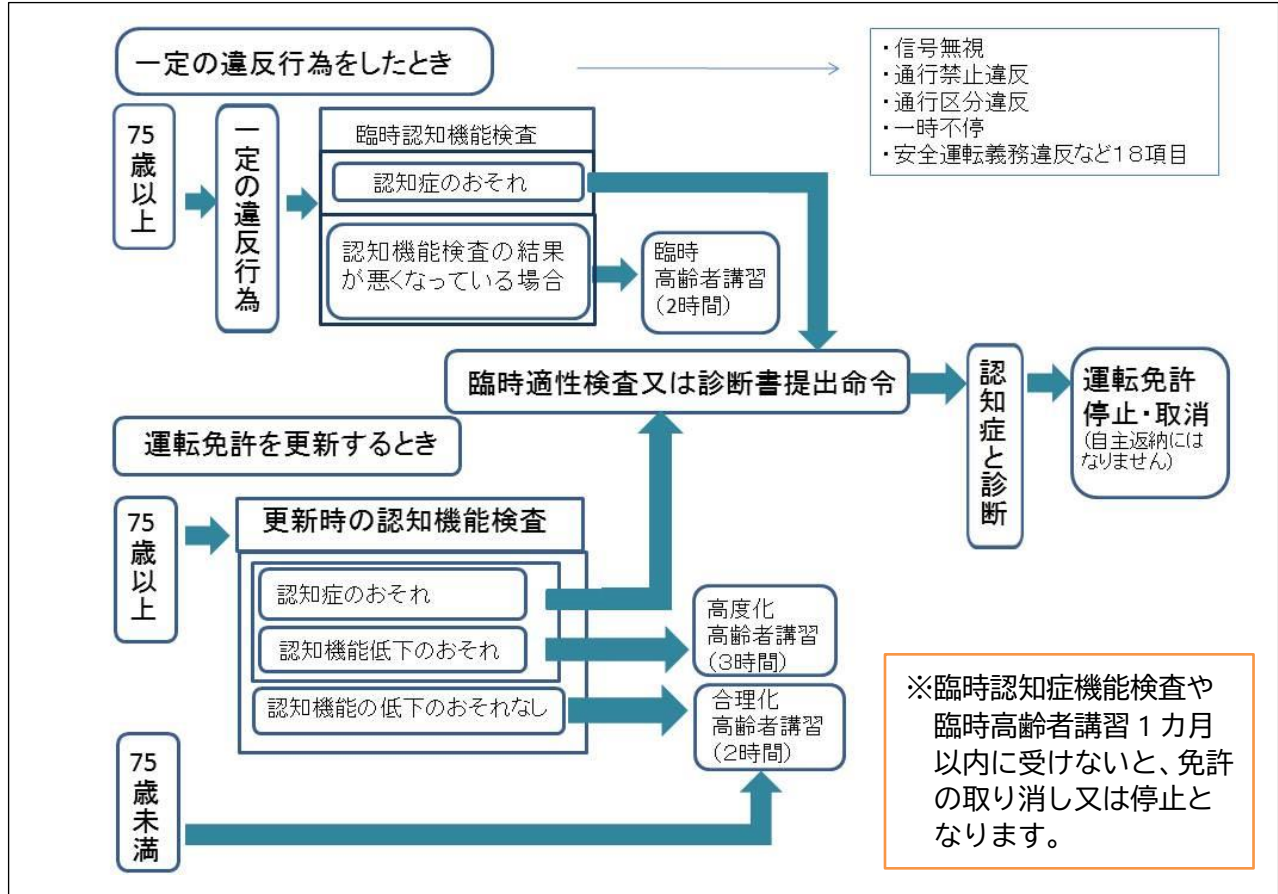 一定の違反行為をしたとき
・信号無視
・通行禁止違反
・通行区分違反
・一時不停
・安全運転義務違反など18項目
75歳以上
一定の違反行為
臨時認知機能検査
認知症のおそれ
認知機能検査の結果
が悪くなっている場合
臨時
高齢者講習
(2時間)
臨時適性検査又は診断書提出命令
認知症と診断
運転免許
停止・取消
(自主返納には
なりません)
運転免許を更新するとき
75歳以上
更新時の認知機能検査
認知症のおそれ
認知機能低下のおそれ
認知機能の低下のおそれなし
高度化
高齢者講習
(3時間)
合理化
高齢者講習
(2時間)
75歳未満
※臨時認知症機能検査や
臨時高齢者講習1カ月
以内に受けないと、免許
の取り消し又は停止と
なります。